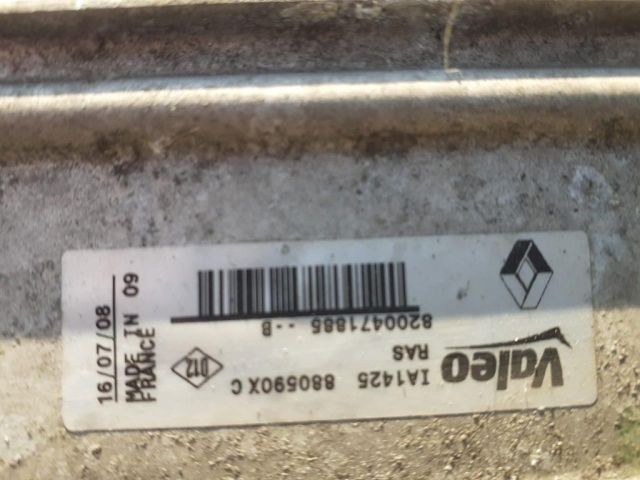 Valeo
RAS
IA1425 880590X C
8200471885 --B
16/07/08
MADE IN 09
FRANCE